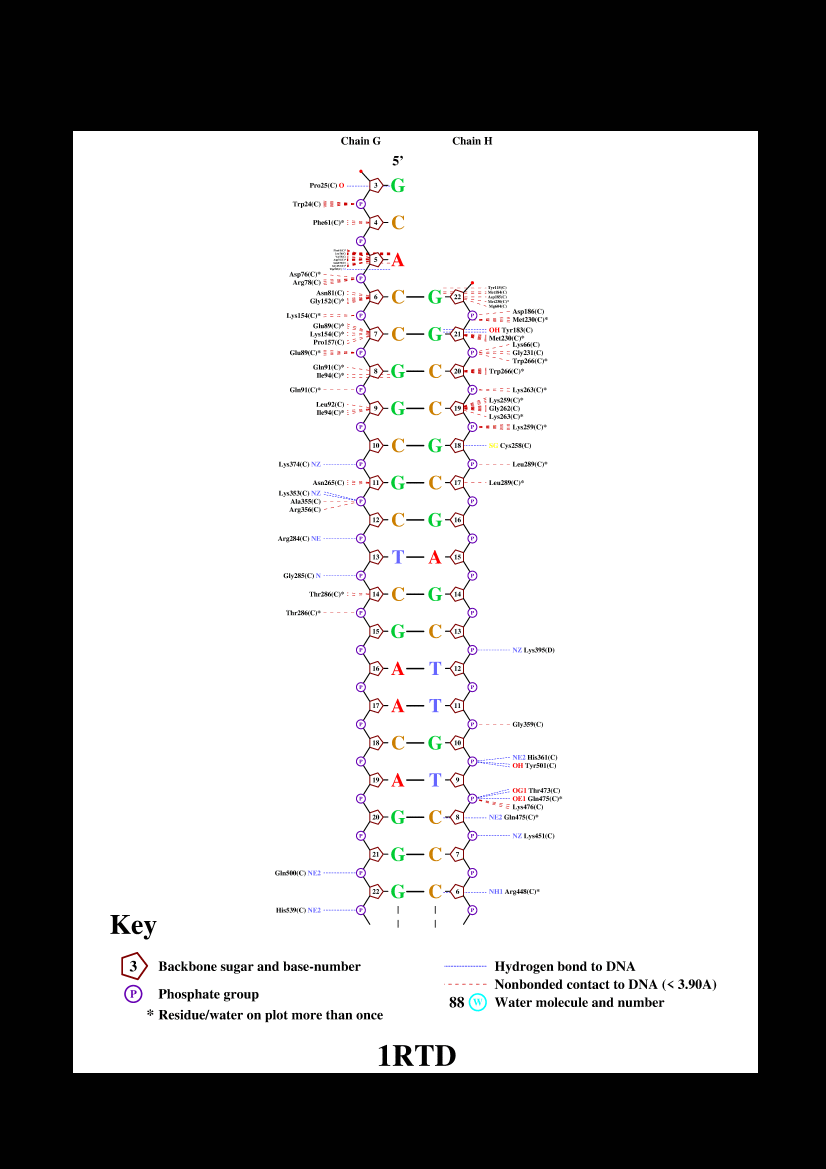 Chain G Chain H
5’
Pro25(C) O 3 G
Trp24(C) P
Phe61(C)* 4 C
P
5 A
Asp76(C)* P
Arg78(C)
Asn81(C) 6 C G 22
Gly152(C)*
Lys154(C)* P P Asp186(C)
Met230(C)*
Glu89(C)* 7 C G 21 OH Tyr183(C)
Lys154(C)* Met230(C)*
Pro157(C)
Glu89(C)* P P Lys66(C)
Gly231(C)
Trp266(C)*
Gln91(C)* 8 G C 20 Trp266(C)*
Ile94(C)*
Gln91(C)* P P Lys263(C)*
Leu92(C) 9 G C 19 Lys259(C)*
Ile94(C)* Gly262(C)
Lys263(C)*
P P Lys259(C)*
10 C G 18 Cys258(C)
Lys374(C) NZ P P Leu289(C)*
Asn265(C) 11 G C 17 Leu289(C)*
Lys353(C) NZ P P
Ala355(C)
Arg356(C)
12 C G 16
Arg284(C) NE P P
13 T A 15
Gly285(C) N P P
Thr286(C)* 14 C G 14
Thr286(C)* P P
15 G C 13
P P NZ Lys395(D)
16 A T 12
P P
17 A T 11
P P Gly359(C)
18 C G 10
P P NE2 His361(C)
OH Tyr501(C)
19 A T 9
P P OG1 Thr473(C)
OE1 Gln475(C)*
Lys476(C)
20 G C 8 NE2 Gln475(C)*
P P NZ Lys451(C)
21 G C 7
Gln500(C) NE2 P P
22 G C 6 NH1 Arg448(C)*
His539(C) NE2 P P
Key
3 Backbone sugar and base-number
P Phosphate group
* Residue/water on plot more than once
Hydrogen bond to DNA
Nonbonded contact to DNA (< 3.90A)
88 W Water molecule and number
1RTD